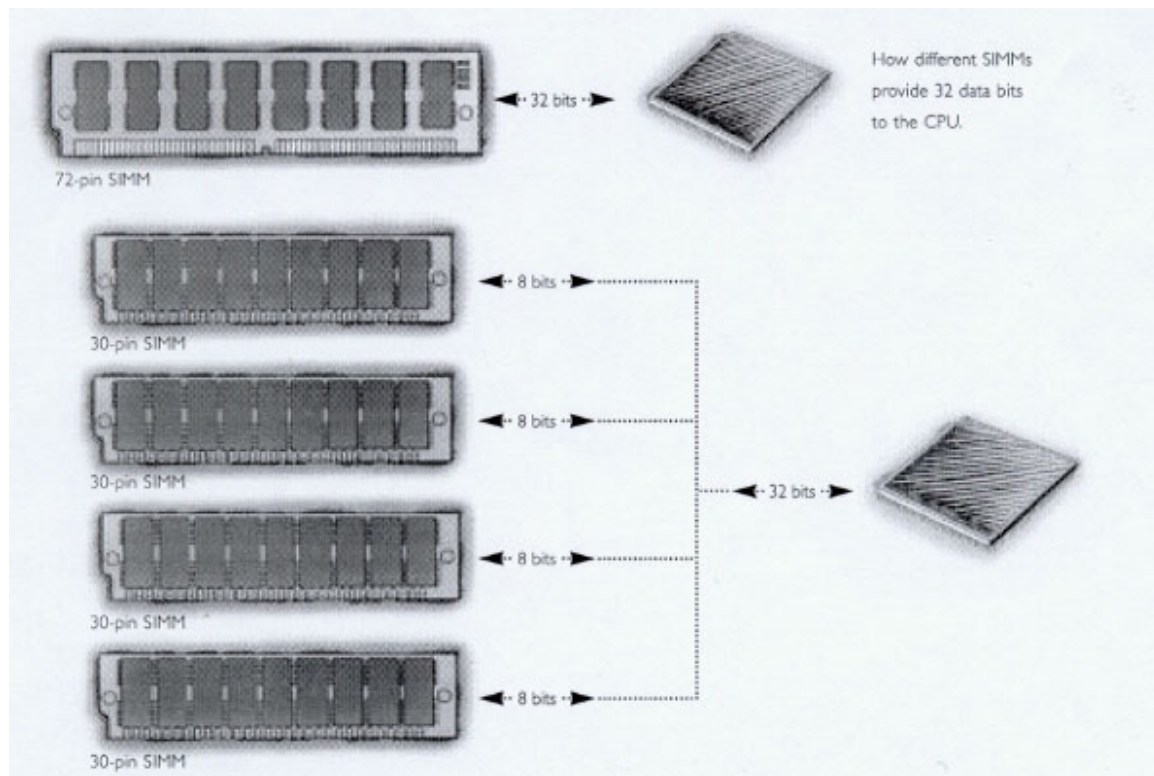 32 bits
How different SIMMs
provide 32 data bits
to the CPU.
72-pin SIMM
8 bits
30-pin SIMM
8 bits
30-pin SIMM
32 bits
8 bits
30-pin SIMM
8 bits
30-pin SIMM